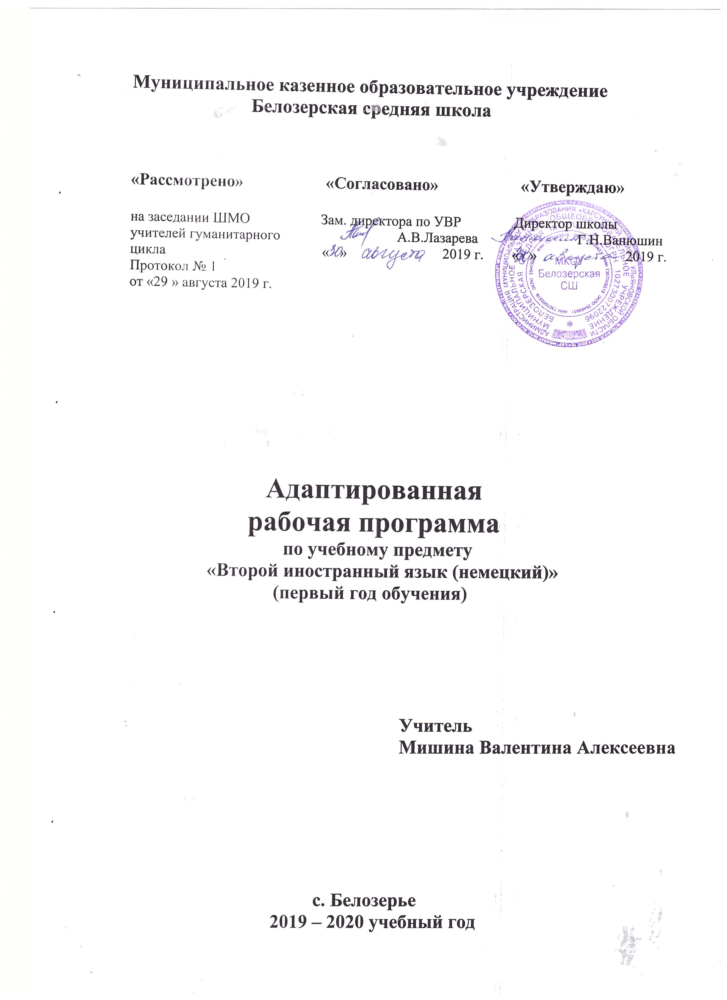 Муниципальное казенное образовательное учреждение
Белозерская средняя школа
«Рассмотрено»
на заседании ШМО
учителей гуманитарного
цикла
Протокол № 1
от «29 » августа 2019 г.
«Согласовано»
Зам. директора по УВР
А.В.Лазарева
«30» августа 2019 г.
«Утверждаю»
Директор школы
Г.Н.Ванюшин
« » августа 2019 г.
МКОУ
Белозерская
СШ
Адаптированная
рабочая программа
по учебному предмету
«Второй иностранный язык (немецкий)»
(первый год обучения)
Учитель
Мишина Валентина Алексеевна
с. Белозерье
2019 – 2020 учебный год